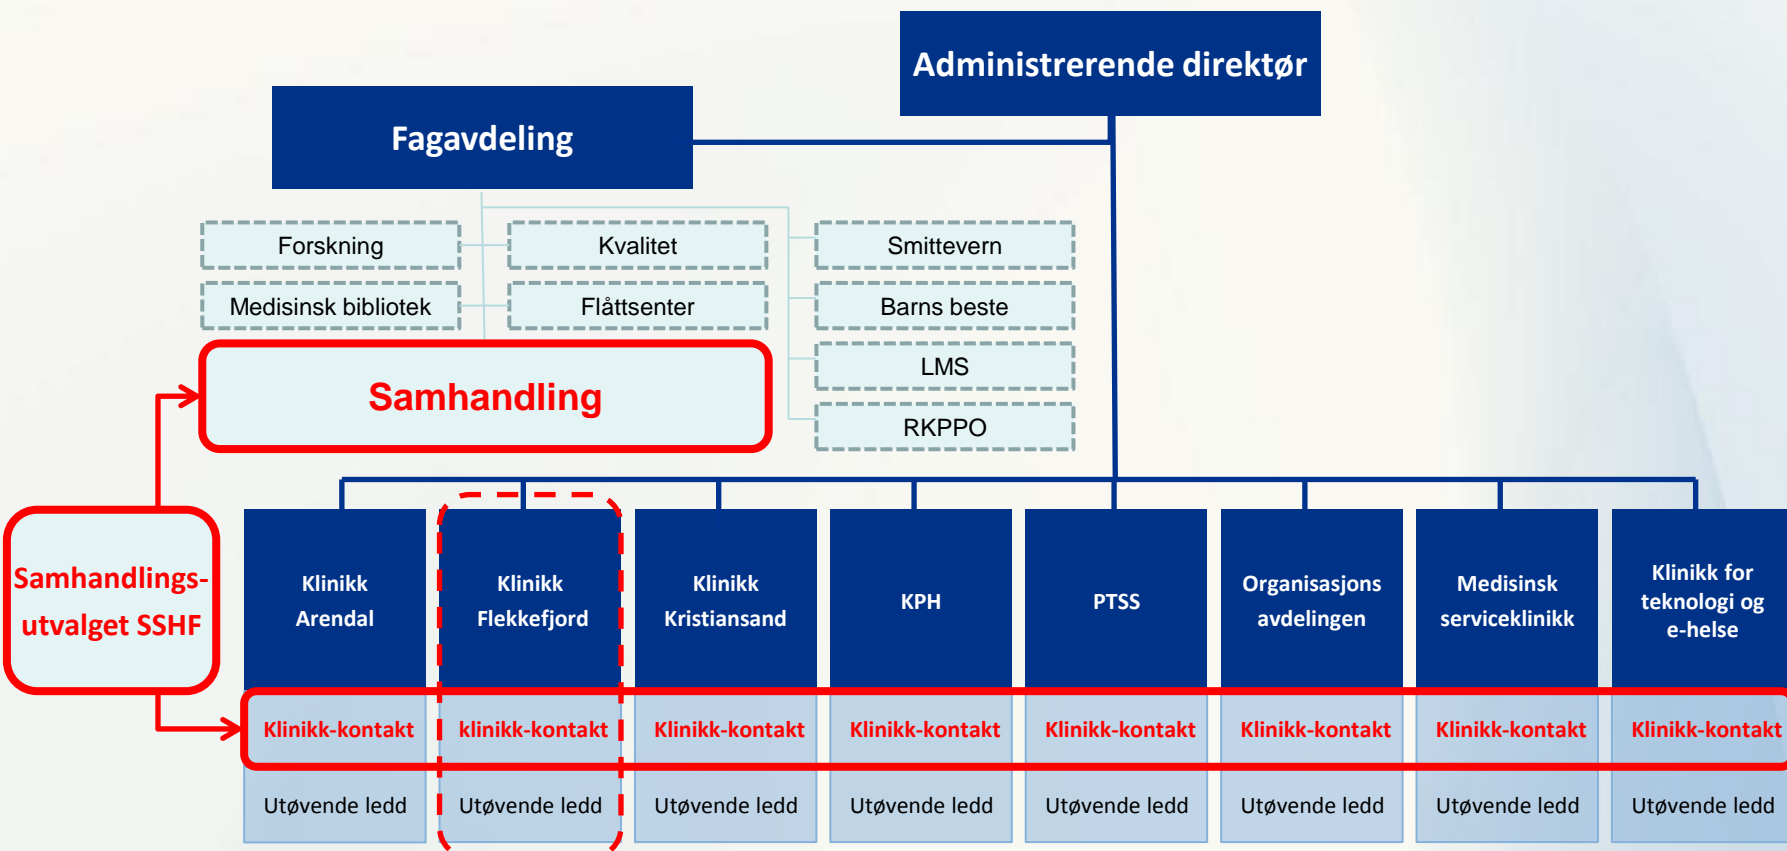 Administrerende direktør
Fagavdeling
Forskning
Kvalitet
Smittevern
Medisinsk bibliotek
Flåttsenter
Barns beste
LMS
Samhandling
RKPPO
Samhandlings-
utvalget SSHF
Klinikk
Arendal
Klinikk
Flekkefjord
Klinikk
Kristiansand
KPH
PTSS
Organisasjons
avdelingen
Medisinsk
serviceklinikk
Klinikk for
teknologi og
e-helse
Klinikk-kontakt
klinikk-kontakt
Klinikk-kontakt
Klinikk-kontakt
Klinikk-kontakt
Klinikk-kontakt
Klinikk-kontakt
Klinikk-kontakt
Utøvende ledd
Utøvende ledd
Utøvende ledd
Utøvende ledd
Utøvende ledd
Utøvende ledd
Utøvende ledd
Utøvende ledd